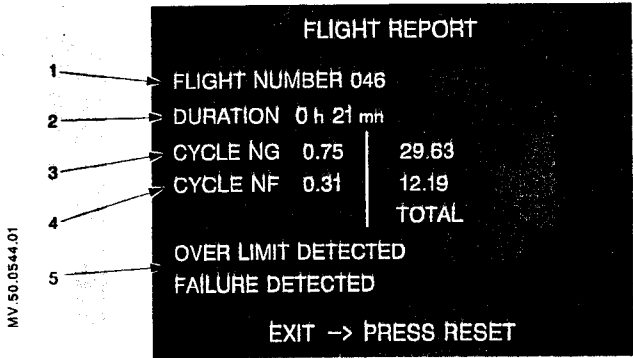 FLIGHT REPORT
1 FLIGHT NUMBER 046
2 DURATION 0 h 21 mn
3 CYCLE NG 0.75 29.63
4 CYCLE NF 0.31 12.19
TOTAL
5 OVER LIMIT DETECTED
FAILURE DETECTED
EXIT -> PRESS RESET
MV.50.0544.01